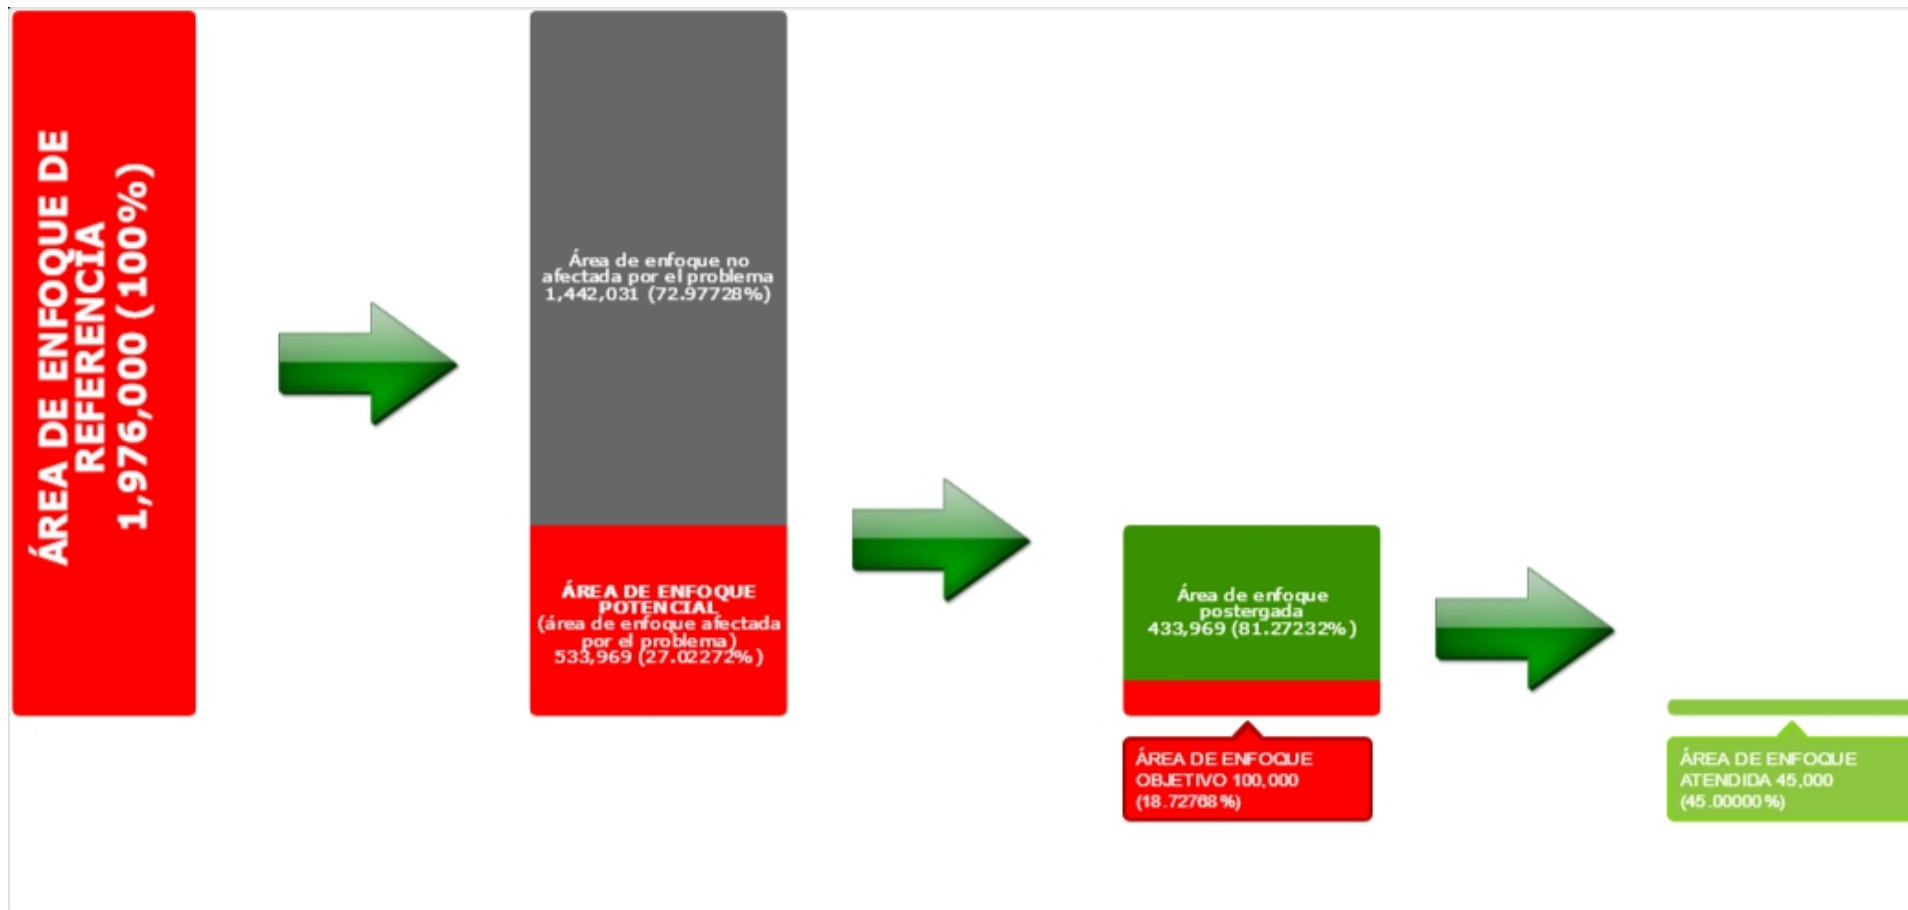 ÁREA DE ENFOQUE DE
REFERENCIA
1,976,000 (100%)
Área de enfoque no
afectada por el problema
1,442,031 (72.97728%)
ÁREA DE ENFOQUE
POTENCIAL
(área de enfoque afectada
por el problema)
533,969 (27.02272%)
Área de enfoque
postergada
433,969 (81.27232%)
ÁREA DE ENFOQUE
OBJETIVO 100,000
(18.72768%)
ÁREA DE ENFOQUE
ATENDIDA 45,000
(45.00000%)